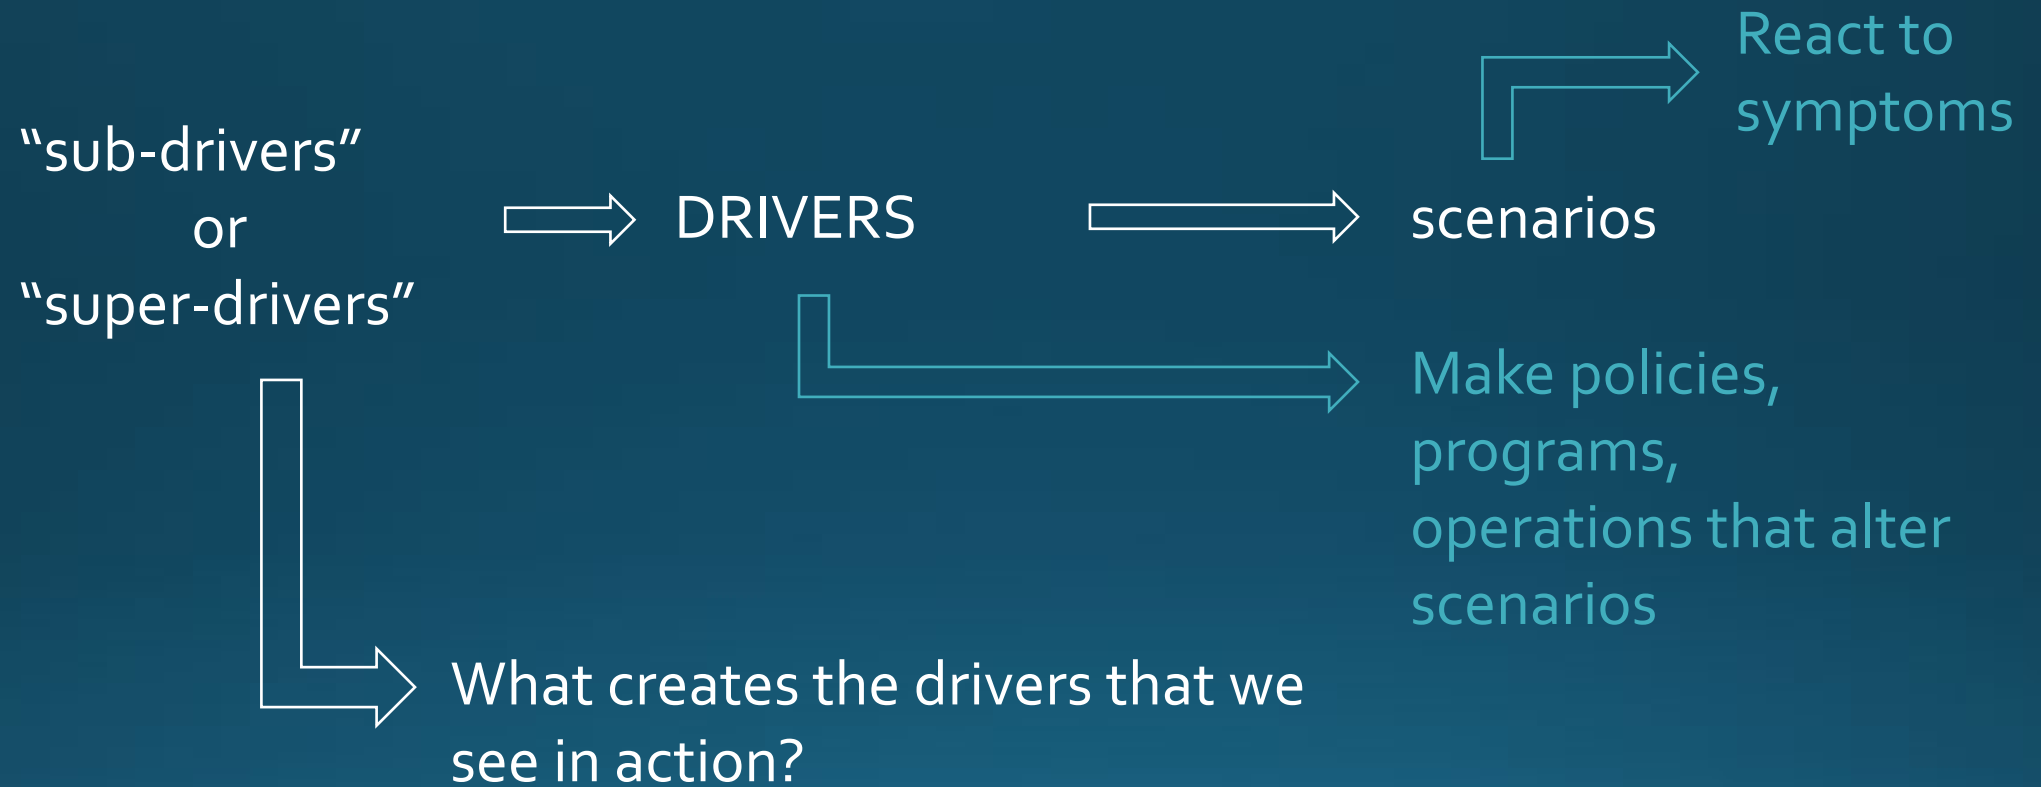 React to
symptoms
“sub-drivers”
or
“super-drivers”
DRIVERS
scenarios
Make policies,
programs,
operations that alter
scenarios
What creates the drivers that we
see in action?